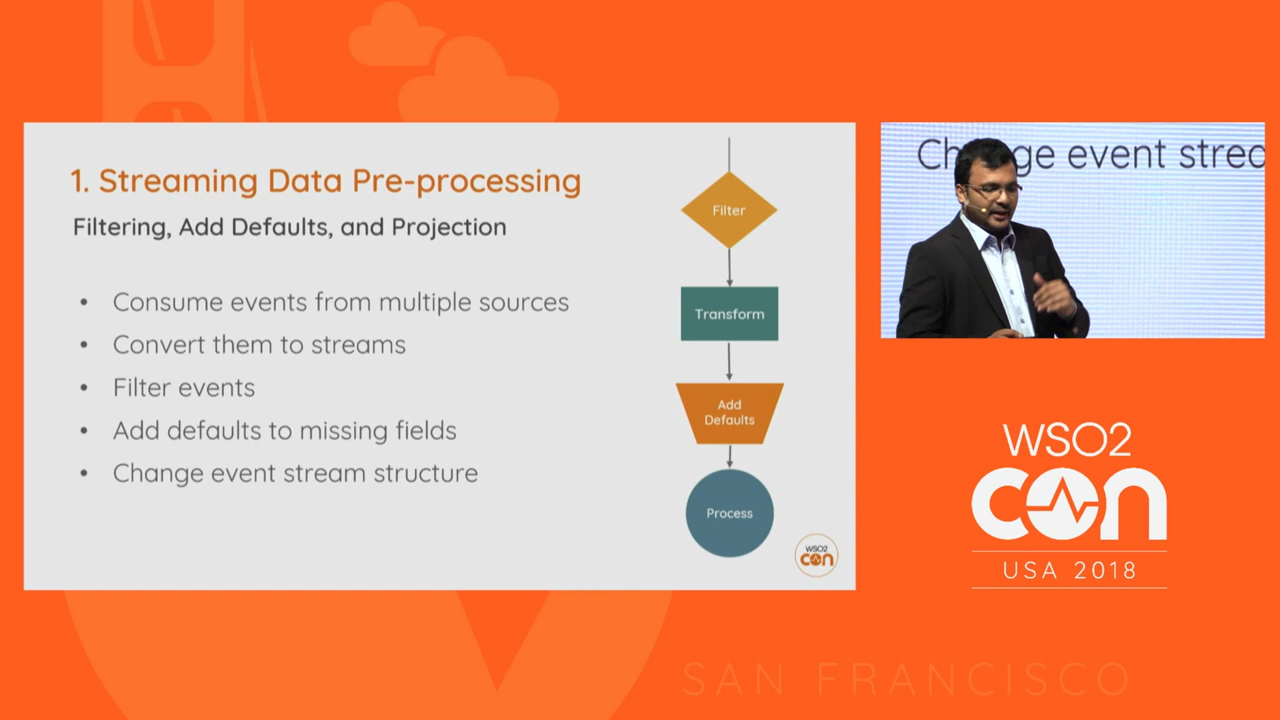 1. Streaming Data Pre-processing
Filtering, Add Defaults, and Projection
• Consume events from multiple sources
• Convert them to streams
• Filter events
• Add defaults to missing fields
• Change event stream structure
Filter
Transform
Add
Defaults
Process
WSO2
con
ge event strea
WSO2
con
USA 2018
SAN FRANCISCO